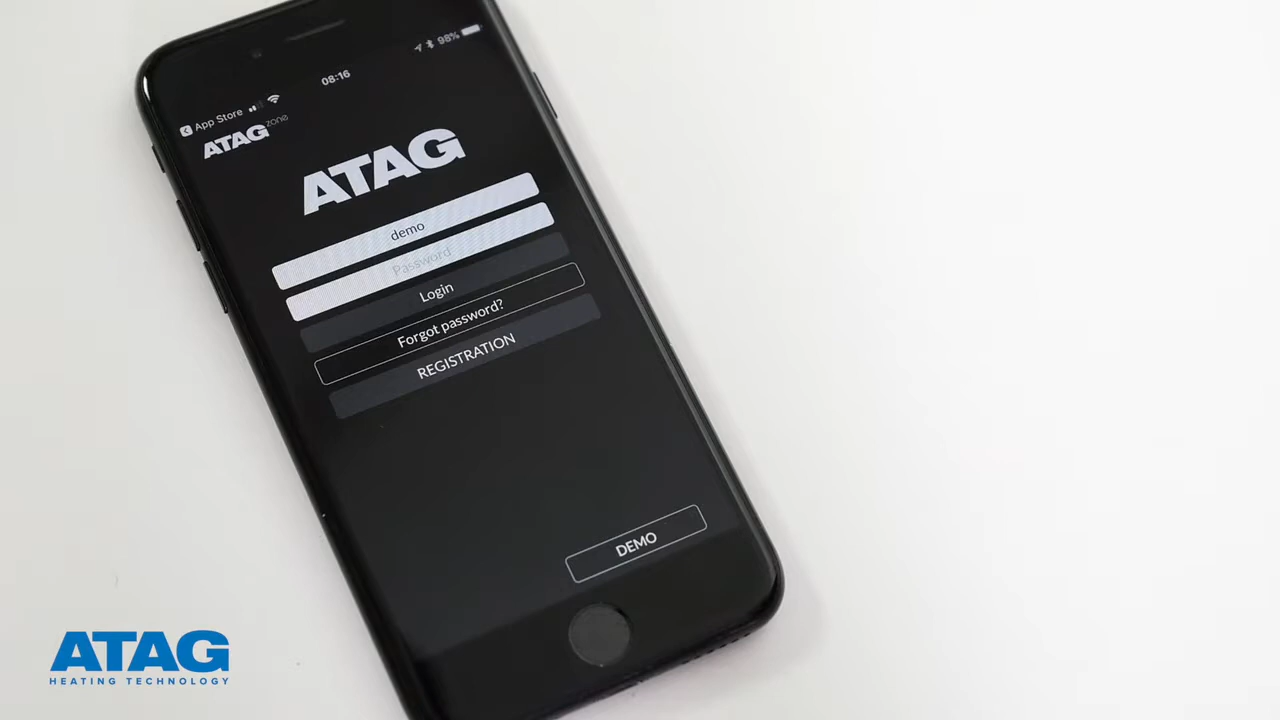 08:16
98%
App Store
ATAG zone
ATAG
demo
Password
Login
Forgot password?
REGISTRATION
DEMO
ATAG
HEATING TECHNOLOGY